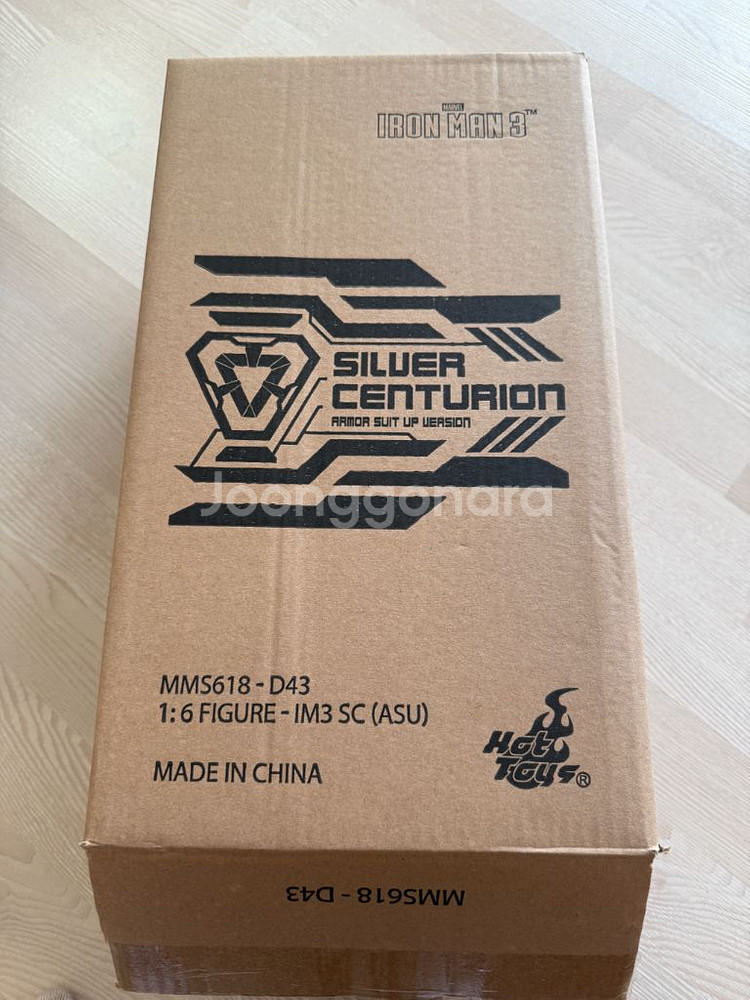 MARVEL
IRON MAN 3™
SILVER
CENTURION
ARMOR SUIT UP VERSION
Joonggonara
MMS618 - D43
1:6 FIGURE - IM3 SC (ASU)
Hot
Toys®
MADE IN CHINA
MMS618 - D43